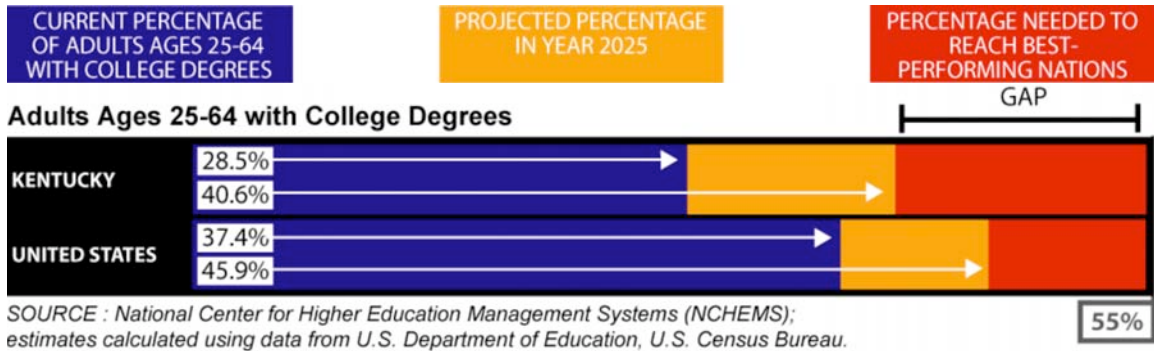 CURRENT PERCENTAGE
OF ADULTS AGES 25-64
WITH COLLEGE DEGREES
PROJECTED PERCENTAGE
IN YEAR 2025
PERCENTAGE NEEDED TO
REACH BEST-
PERFORMING NATIONS
GAP
Adults Ages 25-64 with College Degrees
KENTUCKY
28.5%
40.6%
UNITED STATES
37.4%
45.9%
SOURCE : National Center for Higher Education Management Systems (NCHEMS);
estimates calculated using data from U.S. Department of Education, U.S. Census Bureau.
55%